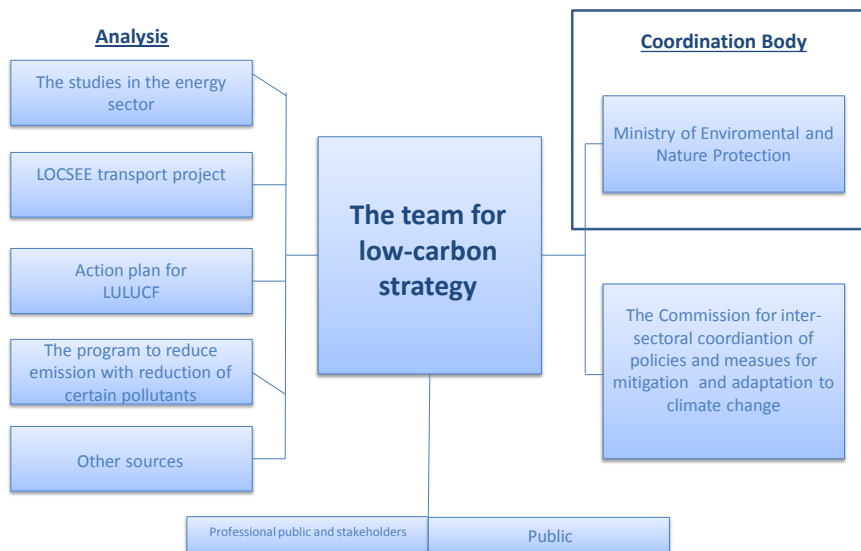 Analysis
The studies in the energy
sector
LOCSEE transport project
Action plan for
LULUCF
The program to reduce
emission with reduction of
certain pollutants
Other sources
The team for
low-carbon
strategy
Coordination Body
Ministry of Enviromental and
Nature Protection
The Commission for inter-
sectoral coordiantion of
policies and measues for
mitigation and adaptation to
climate change
Professional public and stakeholders
Public